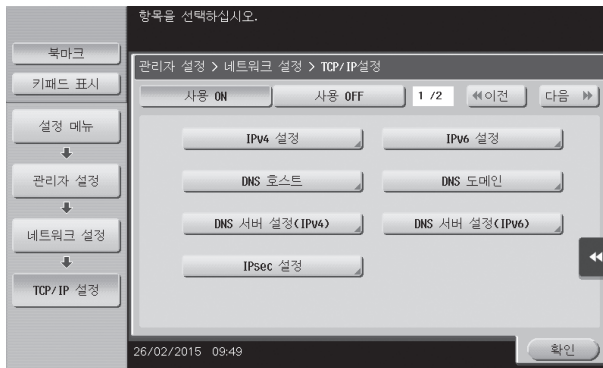 항목을 선택하십시오.
북마크
키패드 표시
설정 메뉴
관리자 설정
네트워크 설정
TCP/IP 설정
관리자 설정 > 네트워크 설정 > TCP/IP설정
사용 ON 사용 OFF 1 /2 이전 다음
IPv4 설정 IPv6 설정
DNS 호스트 DNS 도메인
DNS 서버 설정(IPv4) DNS 서버 설정(IPv6)
IPsec 설정
26/02/2015 09:49 확인